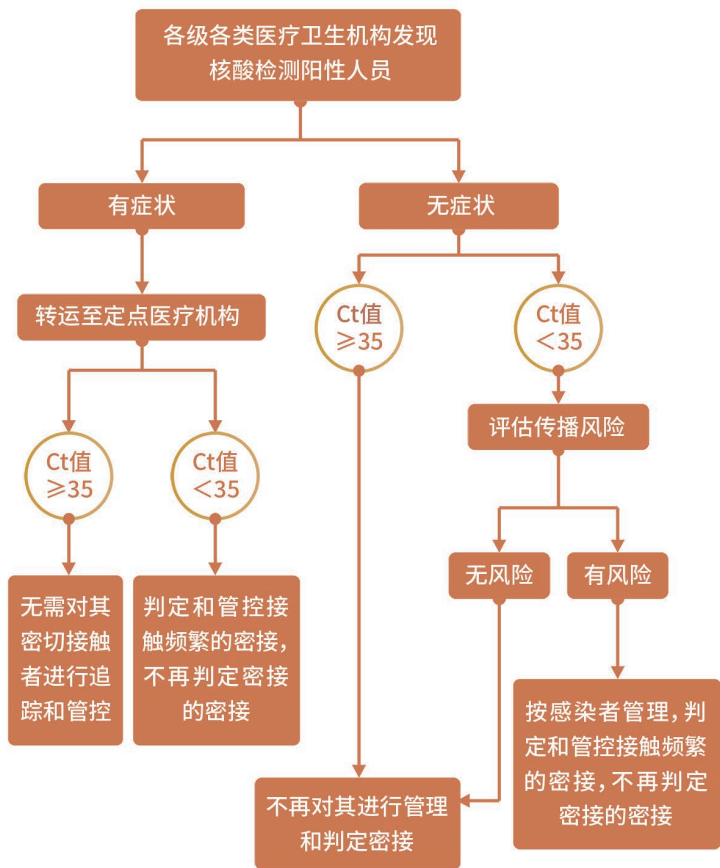 各级各类医疗卫生机构发现
核酸检测阳性人员
有症状
无症状
转运至定点医疗机构
Ct值
≥35
Ct值
＜35
评估传播风险
Ct值
≥35
Ct值
＜35
无风险
有风险
无需对其
密切接触
者进行追
踪和管控
判定和管控接
触频繁的密接，
不再判定密接
的密接
按感染者管理，判
定和管控接触频繁
的密接，不再判定
密接的密接
不再对其进行管理
和判定密接